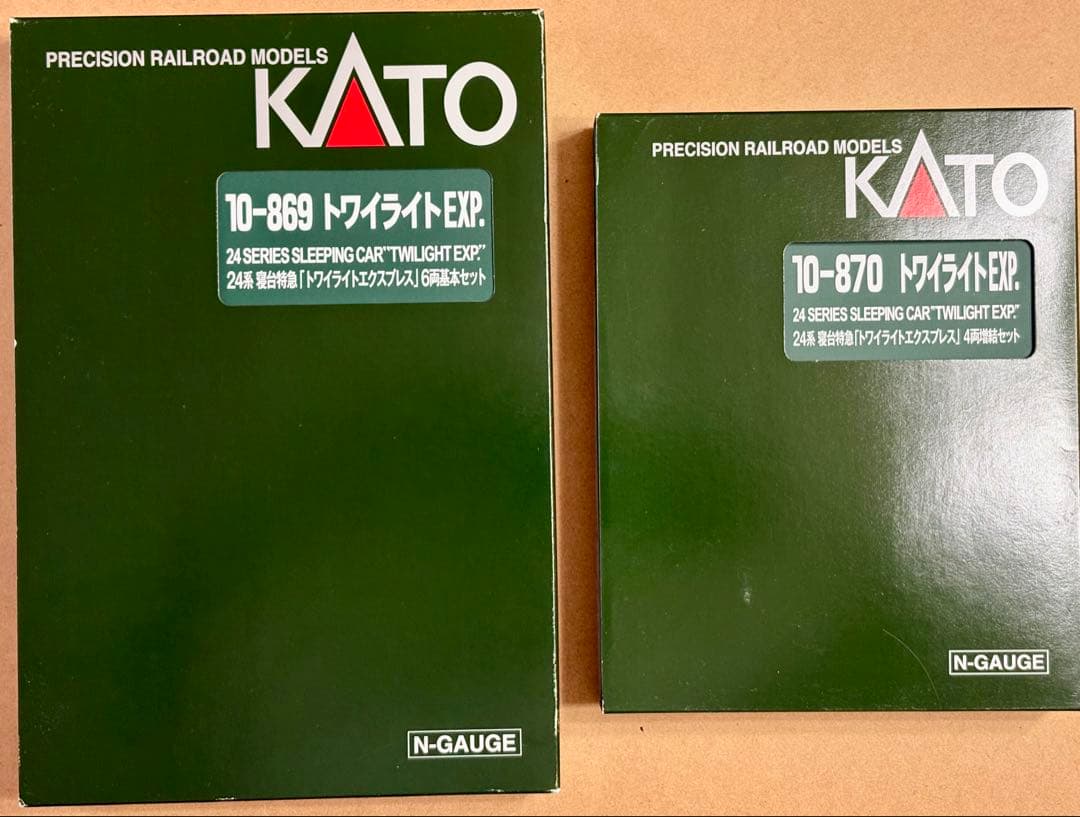 PRECISION RAILROAD MODELS
KATO
10-869 トワイライトEXP.
24 SERIES SLEEPING CAR"TWILIGHT EXP."
24系 寝台特急「トワイライトエクスプレス」6両基本セット
N-GAUGE
PRECISION RAILROAD MODELS
KATO
10-870 トワイライトEXP.
24 SERIES SLEEPING CAR"TWILIGHT EXP."
24系 寝台特急「トワイライトエクスプレス」4両増結セット
N-GAUGE